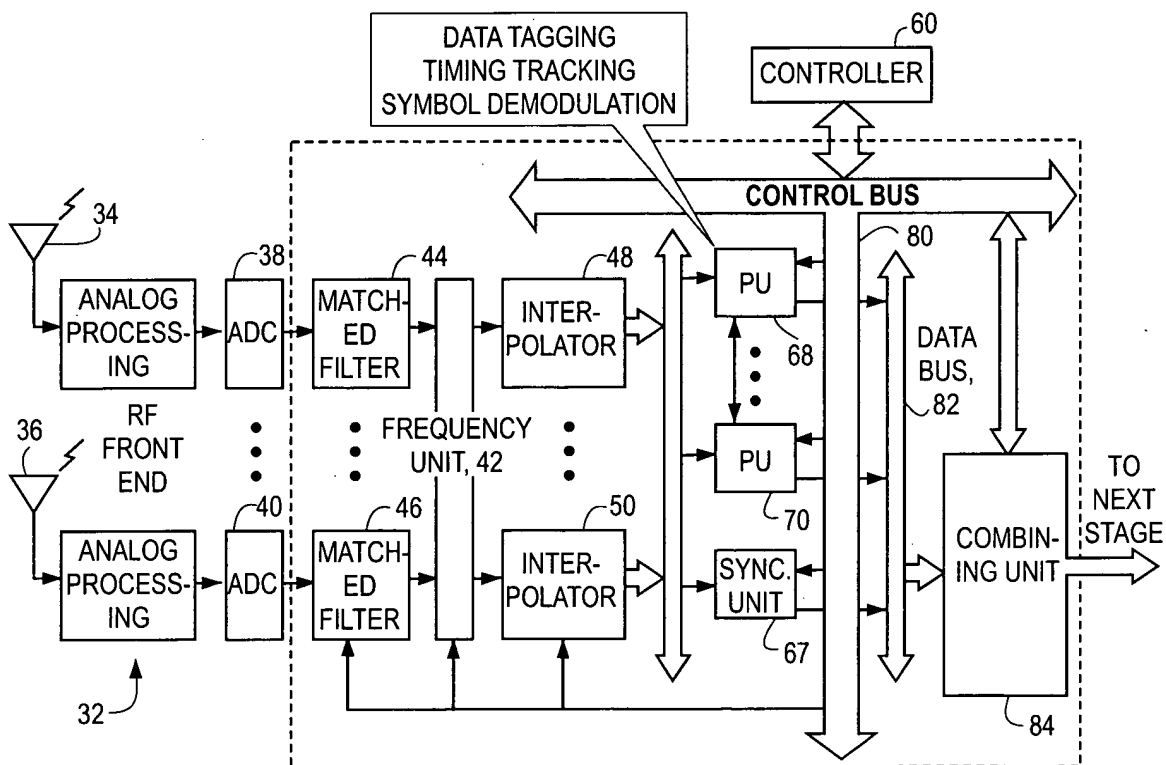 DATA TAGGING
TIMING TRACKING
SYMBOL DEMODULATION
60
CONTROLLER
CONTROL BUS
34
38
44
48
80
ANALOG
PROCESS-
ING
ADC
MATCH-
ED
FILTER
INTER-
POLATOR
PU
68
DATA
BUS,
82
36
RF
FRONT
END
FREQUENCY
UNIT, 42
PU
70
TO
NEXT
STAGE
40
46
50
ANALOG
PROCESS-
ING
ADC
MATCH-
ED
FILTER
INTER-
POLATOR
SYNC.
UNIT
67
COMBIN-
ING UNIT
32
84